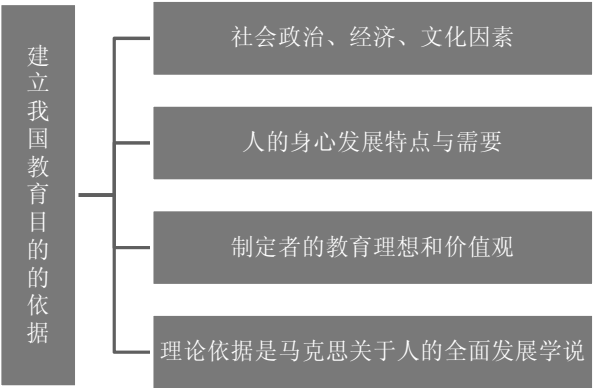 建立我国教育目的的依据
社会政治、经济、文化因素
人的身心发展特点与需要
制定者的教育理想和价值观
理论依据是马克思关于人的全面发展学说